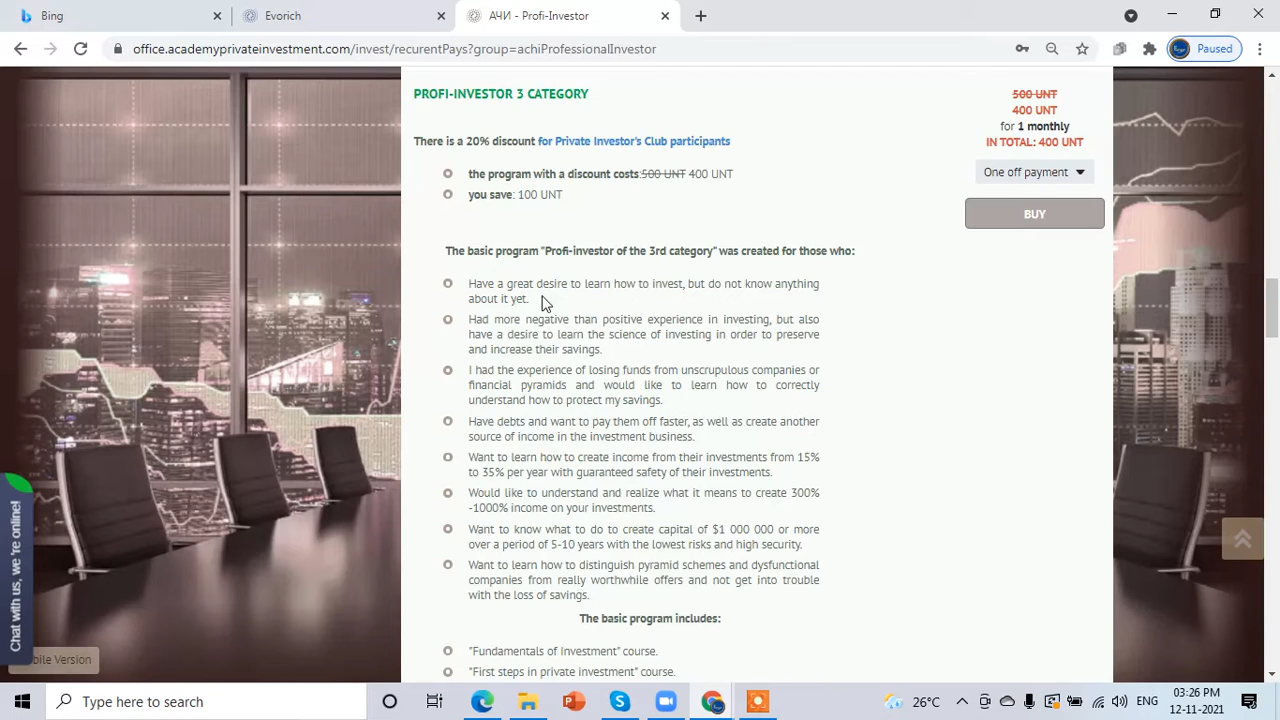 Bing
Evorich
АЧИ - Profi-Investor
office.academyprivateinvestment.com/invest/recurentPays?group=achiProfessionalInvestor
Paused
PROFI-INVESTOR 3 CATEGORY
500 UNT
400 UNT
for 1 monthly
IN TOTAL: 400 UNT
One off payment
BUY
There is a 20% discount for Private Investor's Club participants
the program with a discount costs:500 UNT 400 UNT
you save: 100 UNT
The basic program "Profi-investor of the 3rd category" was created for those who:
Have a great desire to learn how to invest, but do not know anything
about it yet.
Had more negative than positive experience in investing, but also
have a desire to learn the science of investing in order to preserve
and increase their savings.
I had the experience of losing funds from unscrupulous companies or
financial pyramids and would like to learn how to correctly
understand how to protect my savings.
Have debts and want to pay them off faster, as well as create another
source of income in the investment business.
Want to learn how to create income from their investments from 15%
to 35% per year with guaranteed safety of their investments.
Would like to understand and realize what it means to create 300%
-1000% income on your investments.
Want to know what to do to create capital of $1 000 000 or more
over a period of 5-10 years with the lowest risks and high security.
Want to learn how to distinguish pyramid schemes and dysfunctional
companies from really worthwhile offers and not get into trouble
with the loss of savings.
The basic program includes:
"Fundamentals of Investment" course.
"First steps in private investment" course.
Chat with us, we're online!
bile Version
Type here to search
26°C
ENG
03:26 PM
12-11-2021